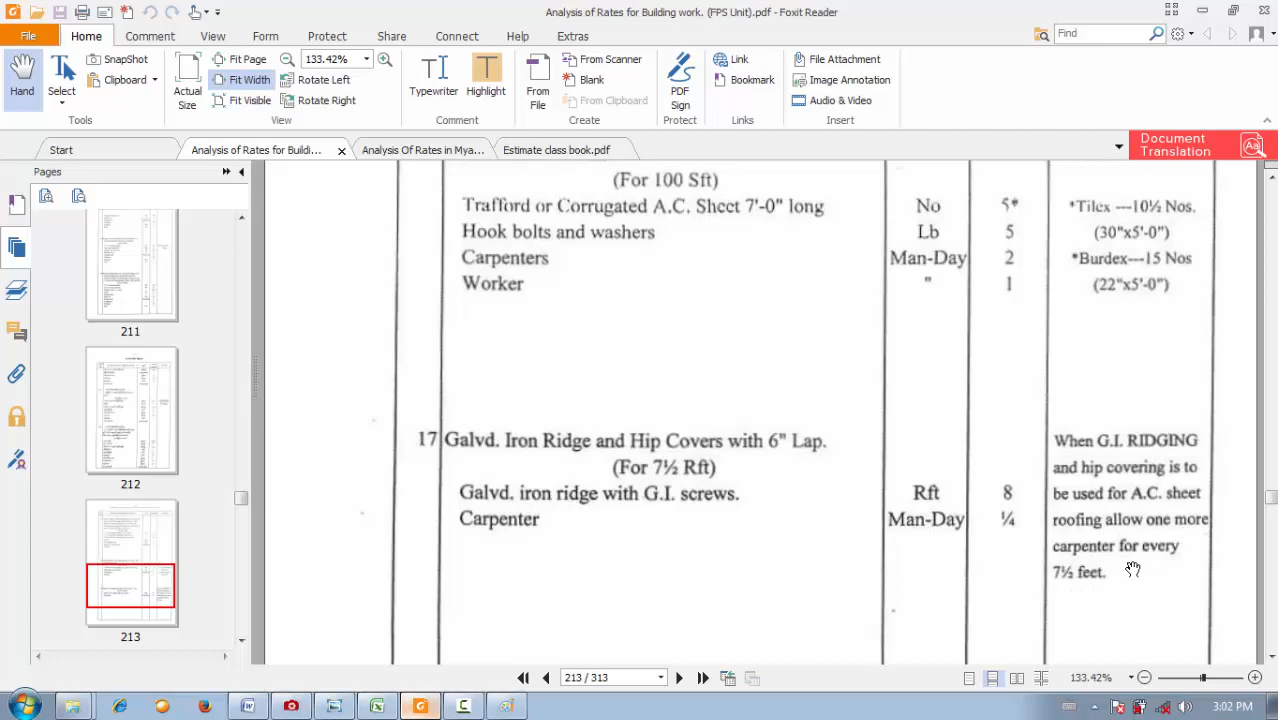 Analysis of Rates for Building work. (FPS Unit).pdf - Foxit Reader
File Home Comment View Form Protect Share Connect Help Extras
Find
Hand
Select
SnapShot
Clipboard
Tools
Actual Size
Fit Page
Fit Width
Fit Visible
133.42%
Rotate Left
Rotate Right
View
Typewriter
Highlight
Comment
From File
From Scanner
Blank
From Clipboard
Create
PDF Sign
Protect
Link
Bookmark
Links
File Attachment
Image Annotation
Audio & Video
Insert
Start
Analysis of Rates for Buildi...
Analysis Of Rates in Mya...
Estimate cross book.pdf
Document Translation
Pages
211
212
213
(For 100 Sft)
Trafford or Corrugated A.C. Sheet 7'-0" long No 5* *Tilex ---10½ Nos.
Hook bolts and washers Lb 5 (30"x5'-0")
Carpenters Man-Day 2 *Burdex---15 Nos
Worker " 1 (22"x5'-0")
17 Galvd. Iron Ridge and Hip Covers with 6" Lap. When G.I. RIDGING
(For 7½ Rft) and hip covering is to
Galvd. iron ridge with G.I. screws. Rft 8 be used for A.C. sheet
Carpenter Man-Day ¼ roofing allow one more
carpenter for every
7½ feet.
213 / 313
133.42%
3:02 PM